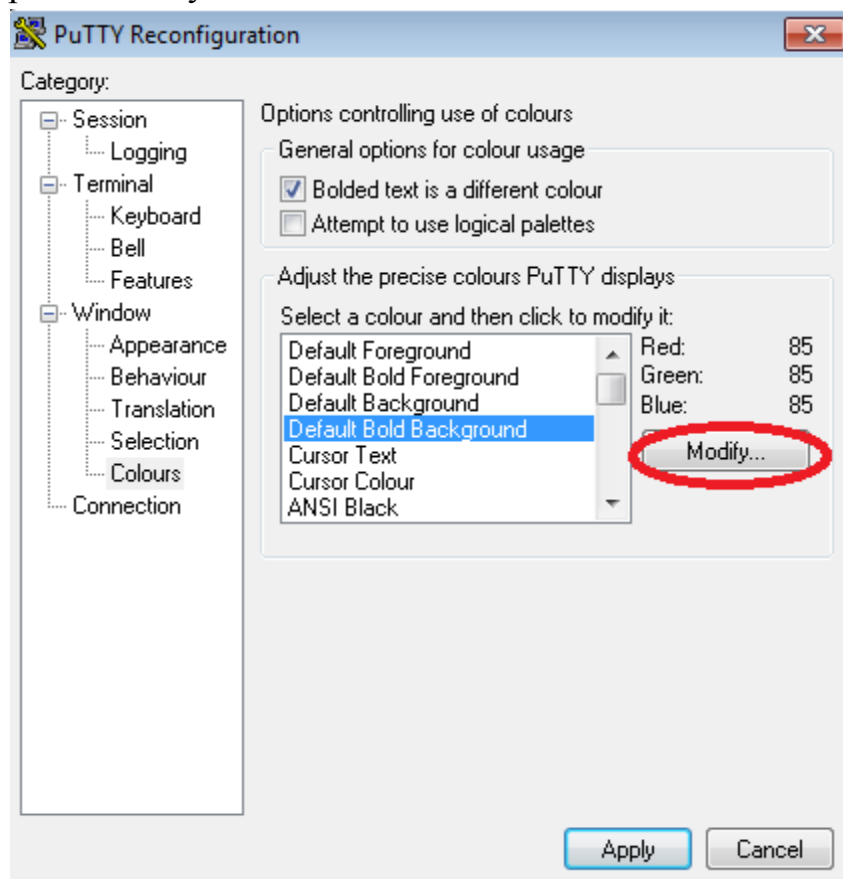 PuTTY Reconfiguration
Category:
Session
Logging
Terminal
Keyboard
Bell
Features
Window
Appearance
Behaviour
Translation
Selection
Colours
Connection
Options controlling use of colours
General options for colour usage
Bolded text is a different colour
Attempt to use logical palettes
Adjust the precise colours PuTTY displays
Select a colour and then click to modify it:
Default Foreground
Default Bold Foreground
Default Background
Default Bold Background
Cursor Text
Cursor Colour
ANSI Black
Red: 85
Green: 85
Blue: 85
Modify...
Apply Cancel